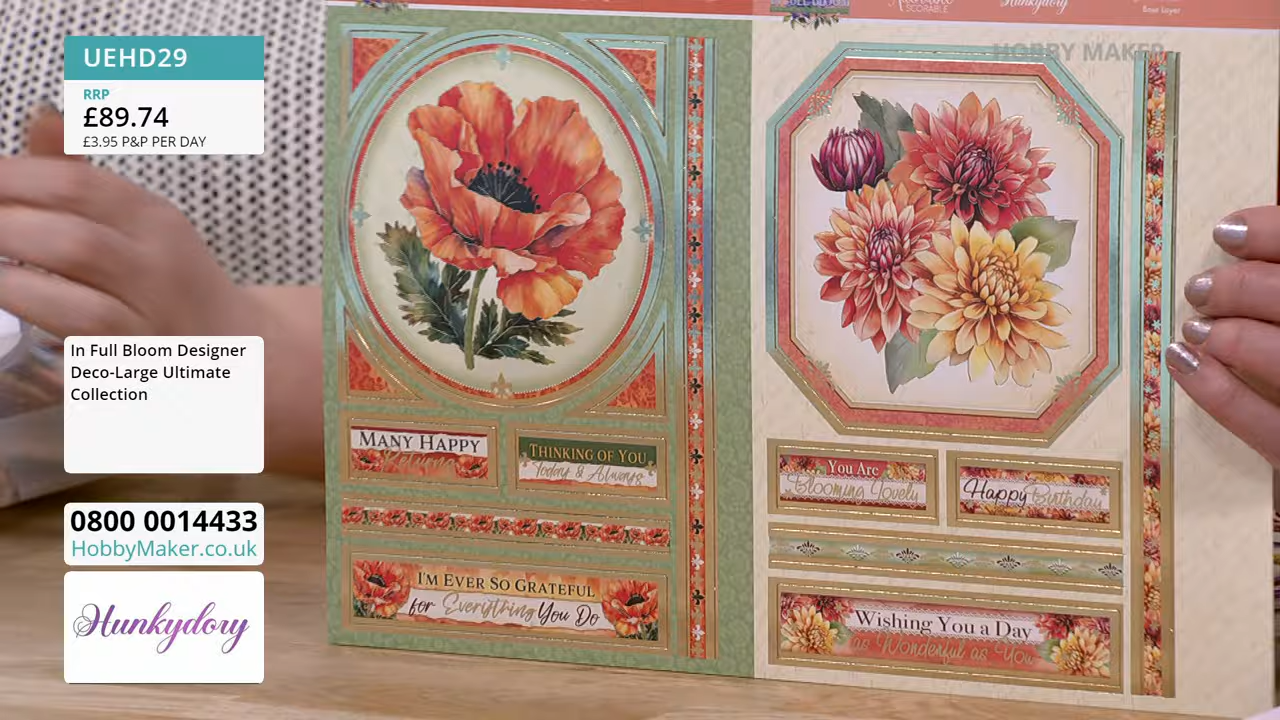 UEHD29
RRP
£89.74
£3.95 P&P PER DAY
In Full Bloom Designer
Deco-Large Ultimate
Collection
0800 0014433
HobbyMaker.co.uk
Hunkydory
SCORABLE
Hunkydory
HOBBY MAKER
MANY HAPPY
Returns
THINKING OF YOU
Today & Always
I'M EVER SO GRATEFUL
for Everything You Do
You Are
Blooming Lovely
Happy Birthday
Wishing You a Day
as Wonderful as You